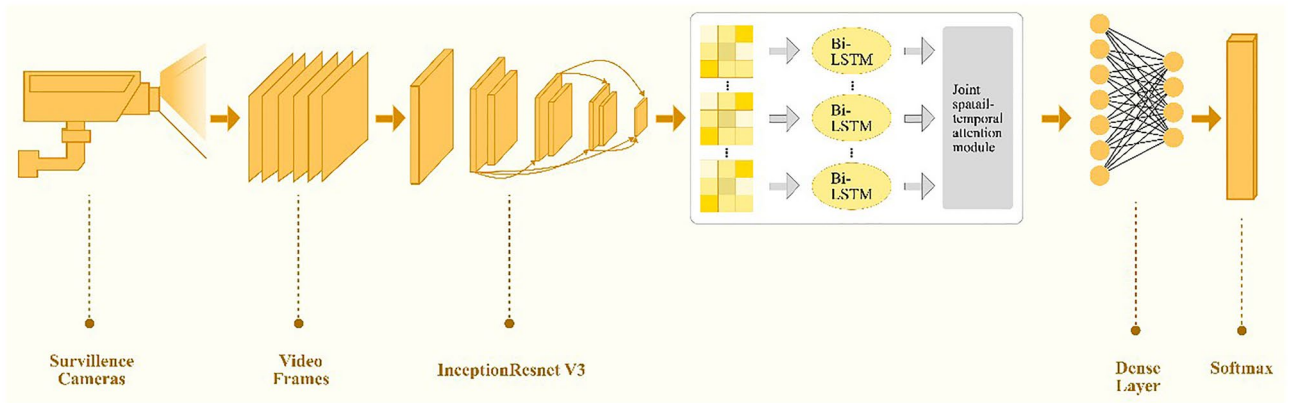 Bi-
LSTM
Bi-
LSTM
Bi-
LSTM
Joint
spatail-
temporal
attention
module
Survillence
Cameras
Video
Frames
InceptionResnet V3
Dense
Layer
Softmax